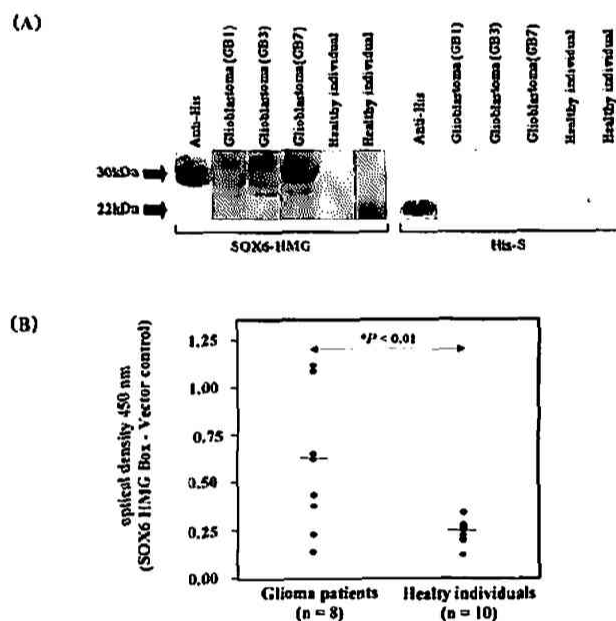 (A)
Anti-His
Glioblastoma (GB1)
Glioblastoma (GB3)
Glioblastoma(GB7)
Healthy individual
Healthy individual
Anti-His
Glioblastoma (GB1)
Glioblastoma (GB3)
Glioblastoma(GB7)
Healthy individual
Healthy individual
30kDa
22kDa
SOX6-HMG
His-S
(B)
optical density 450 nm
(SOX6 HMG Box - Vector control)
1.25
1.00
0.75
0.50
0.25
0.00
*P < 0.01
Glioma patients
(n = 8)
Healty individuals
(n = 10)